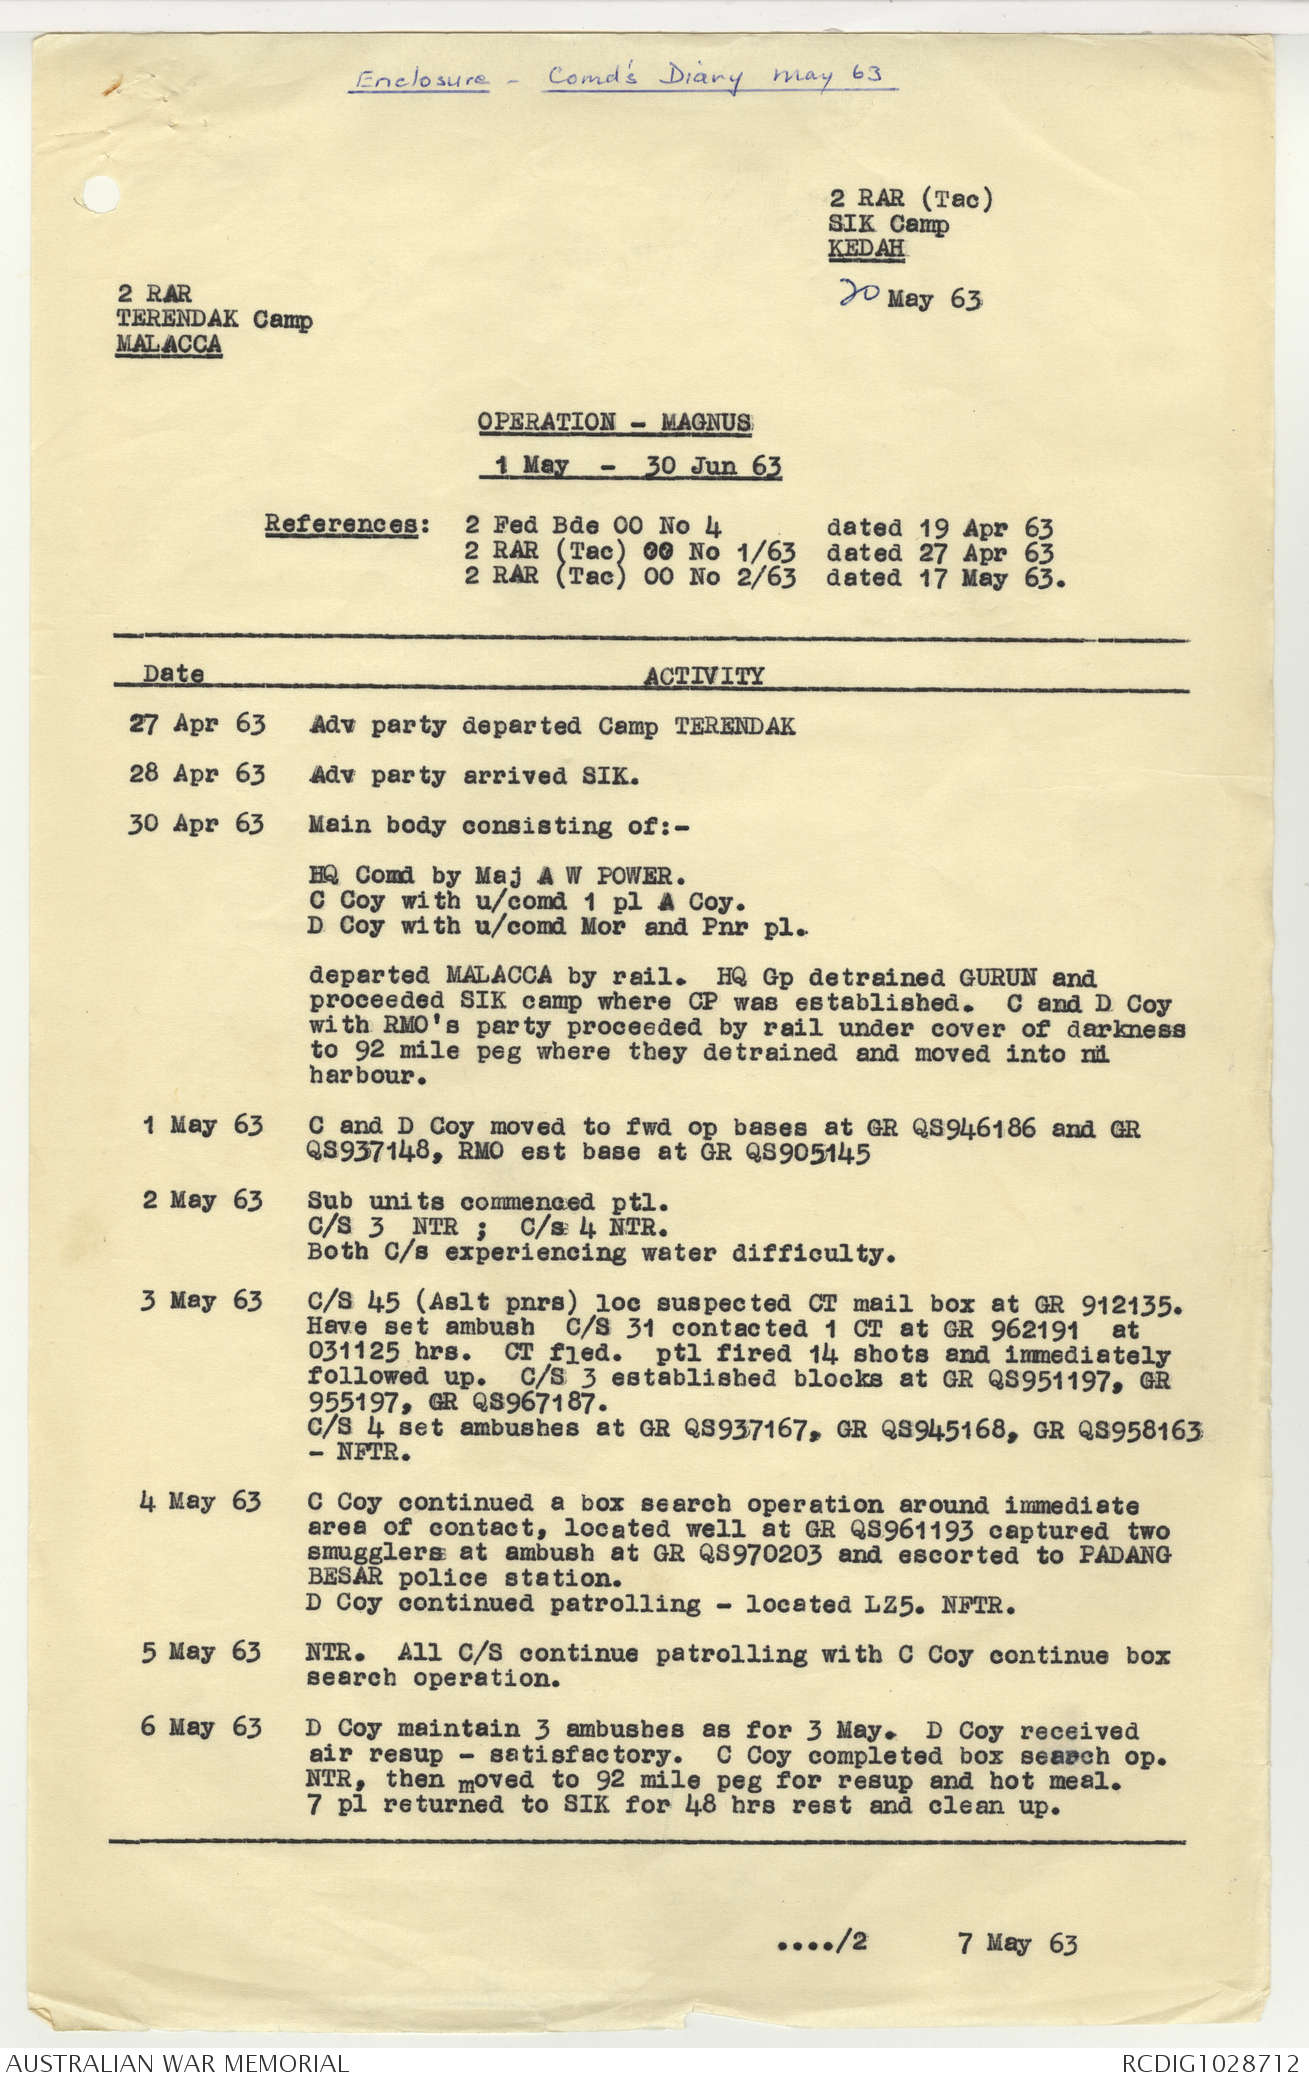 Enclosure - Comd's Diary May 63
2 RAR (Tac)
SIK Camp
KEDAH
20 May 63
2 RAR
TERENDAK Camp
MALACCA
OPERATION - MAGNUS
1 May - 30 Jun 63
References: 2 Fed Bde OO No 4 dated 19 Apr 63
2 RAR (Tac) OO No 1/63 dated 27 Apr 63
2 RAR (Tac) OO No 2/63 dated 17 May 63.
Date ACTIVITY
27 Apr 63 Adv party departed Camp TERENDAK
28 Apr 63 Adv party arrived SIK.
30 Apr 63 Main body consisting of:-
HQ Comd by Maj A W POWER.
C Coy with u/comd 1 pl A Coy.
D Coy with u/comd Mor and Pnr pl.
departed MALACCA by rail. HQ Gp detrained GURUN and
proceeded SIK camp where CP was established. C and D Coy
with RMO's party proceeded by rail under cover of darkness
to 92 mile peg where they detrained and moved into
harbour.
1 May 63 C and D Coy moved to fwd op bases at GR QS946186 and GR
QS937148, RMO est base at GR QS905145
2 May 63 Sub units commenced ptl.
C/S 3 NTR ; C/s 4 NTR.
Both C/s experiencing water difficulty.
3 May 63 C/S 45 (Aslt pnrs) loc suspected CT mail box at GR 912135.
Have set ambush C/S 31 contacted 1 CT at GR 962191 at
031125 hrs. CT fled. ptl fired 14 shots and immediately
followed up. C/S 3 established blocks at GR QS951197, GR
955197, GR QS967187.
C/S 4 set ambushes at GR QS937167, GR QS945168, GR QS958163
- NFTR.
4 May 63 C Coy continued a box search operation around immediate
area of contact, located well at GR QS961193 captured two
smugglers at ambush at GR QS970203 and escorted to PADANG
BESAR police station.
D Coy continued patrolling - located LZ5. NFTR.
5 May 63 NTR. All C/S continue patrolling with C Coy continue box
search operation.
6 May 63 D Coy maintain 3 ambushes as for 3 May. D Coy received
air resup - satisfactory. C Coy completed box search op.
NTR, then moved to 92 mile peg for resup and hot meal.
7 pl returned to SIK for 48 hrs rest and clean up.
..../2 7 May 63
AUSTRALIAN WAR MEMORIAL RCDIG1028712